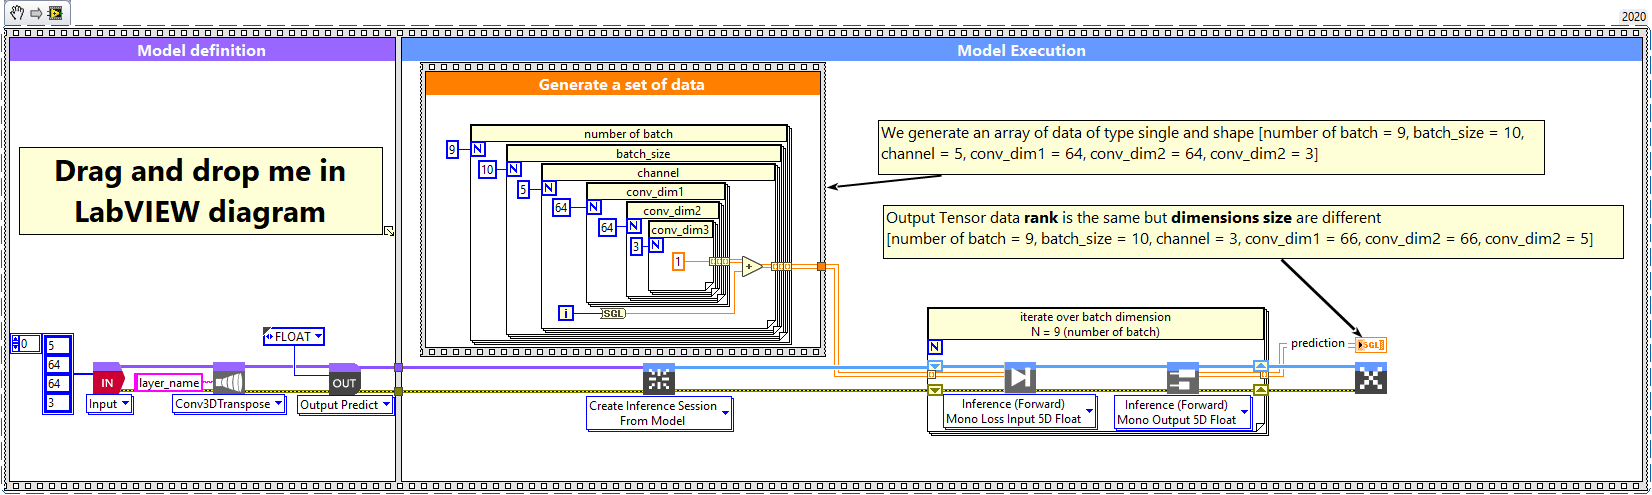 2020
Model definition
Model Execution
Generate a set of data
Drag and drop me in
LabVIEW diagram
number of batch
9
N
batch_size
10
N
channel
5
N
conv_dim1
64
N
conv_dim2
64
N
conv_dim3
3
N
1
+
i
SGL
We generate an array of data of type single and shape [number of batch = 9, batch_size = 10,
channel = 5, conv_dim1 = 64, conv_dim2 = 64, conv_dim2 = 3]
Output Tensor data rank is the same but dimensions size are different
[number of batch = 9, batch_size = 10, channel = 3, conv_dim1 = 66, conv_dim2 = 66, conv_dim2 = 5]
0
5
64
64
3
IN
Input
layer_name
Conv3DTranspose
FLOAT
OUT
Output Predict
Create Inference Session
From Model
iterate over batch dimension
N = 9 (number of batch)
N
Inference (Forward)
Mono Loss Input 5D Float
Inference (Forward)
Mono Output 5D Float
prediction
SGL